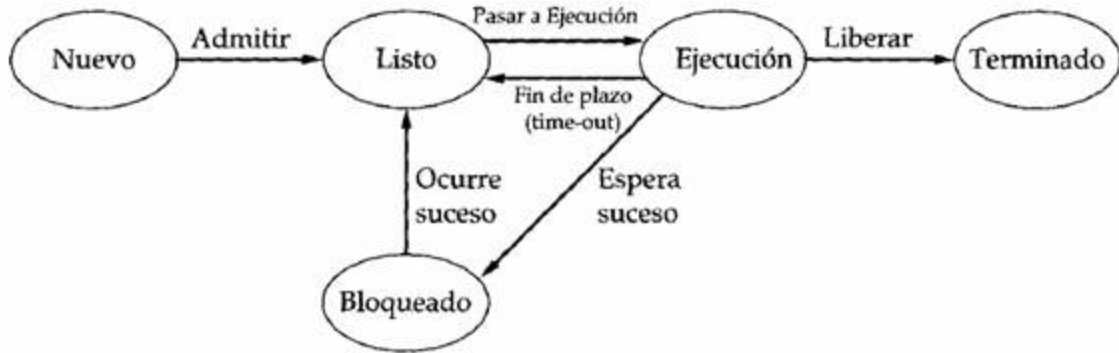 Nuevo
Admitir
Listo
Pasar a Ejecución
Fin de plazo
(time-out)
Ejecución
Liberar
Terminado
Ocurre
suceso
Espera
suceso
Bloqueado